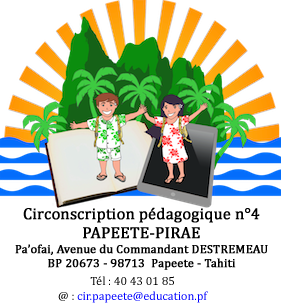 Circonscription pédagogique n°4
PAPEETE-PIRAE
Pa'ofai, Avenue du Commandant DESTREMEAU
BP 20673 - 98713  Papeete - Tahiti
Tél : 40 43 01 85
@ : cir.papeete@education.pf